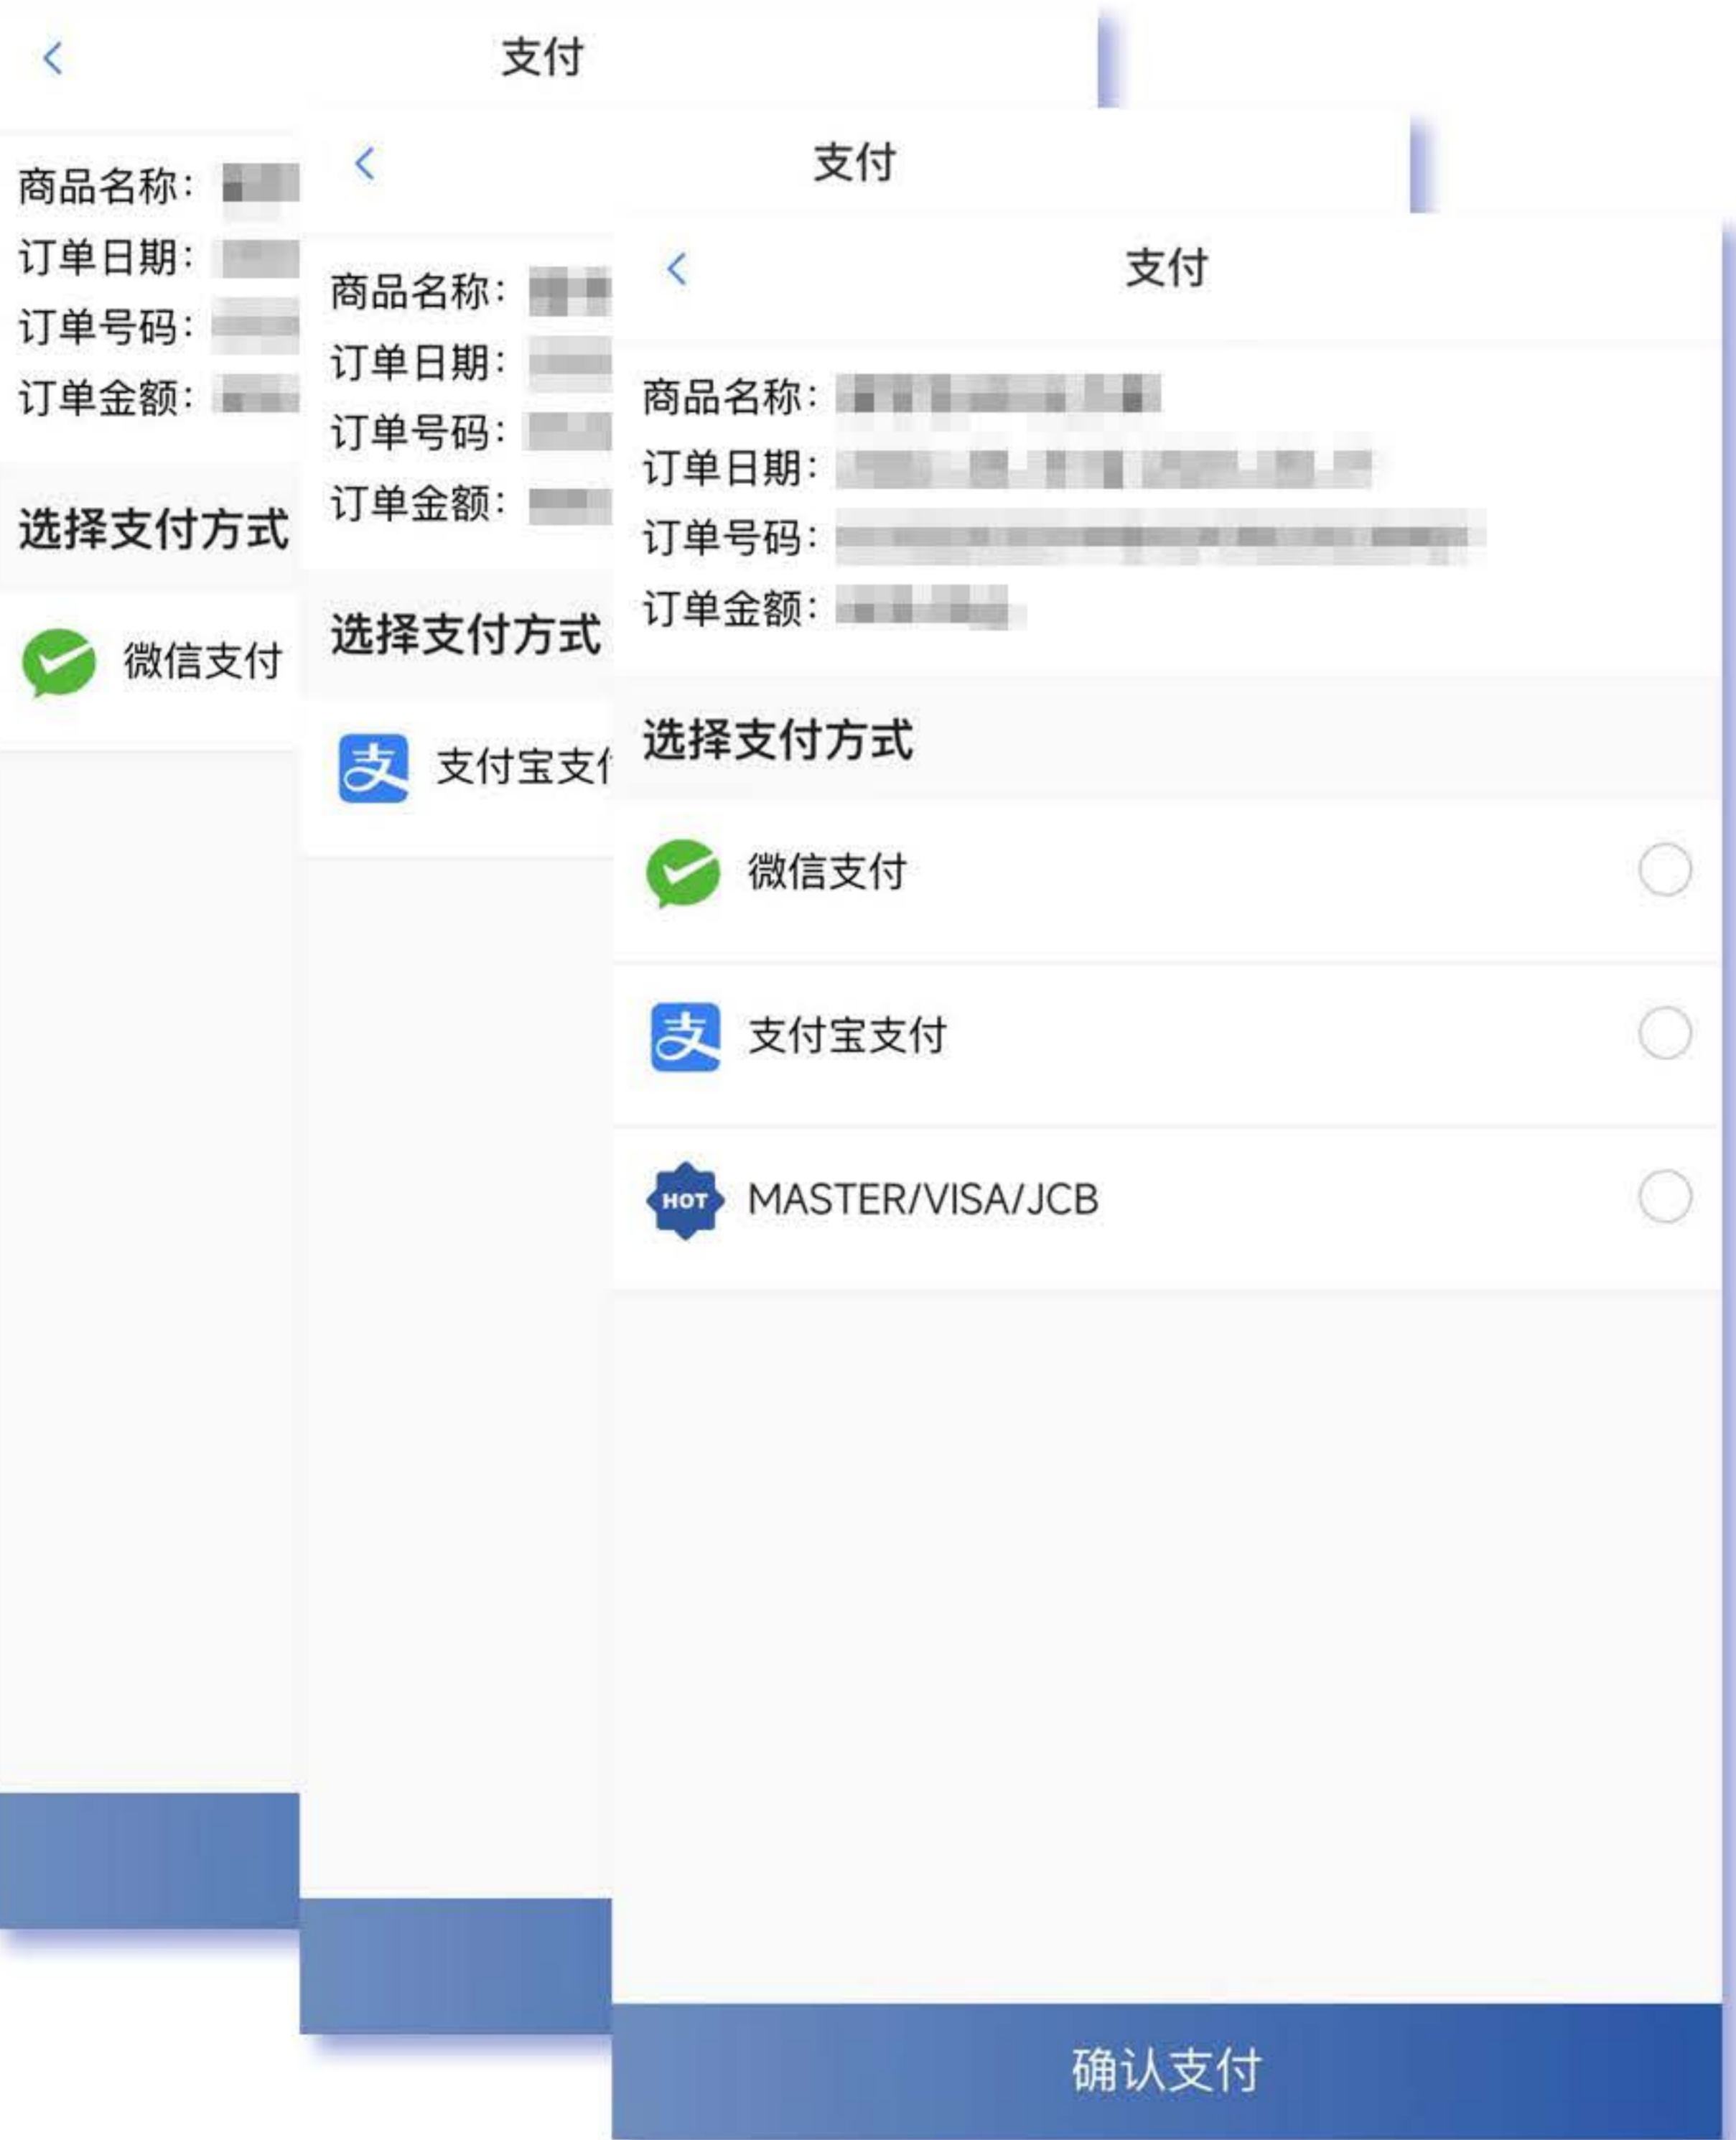 支付
商品名称：
订单日期：
订单号码：
订单金额：
选择支付方式
微信支付
支付
商品名称：
订单日期：
订单号码：
订单金额：
选择支付方式
支 支付宝支付
支付
商品名称：
订单日期：
订单号码：
订单金额：
选择支付方式
微信支付
支 支付宝支付
HOT MASTER/VISA/JCB
确认支付